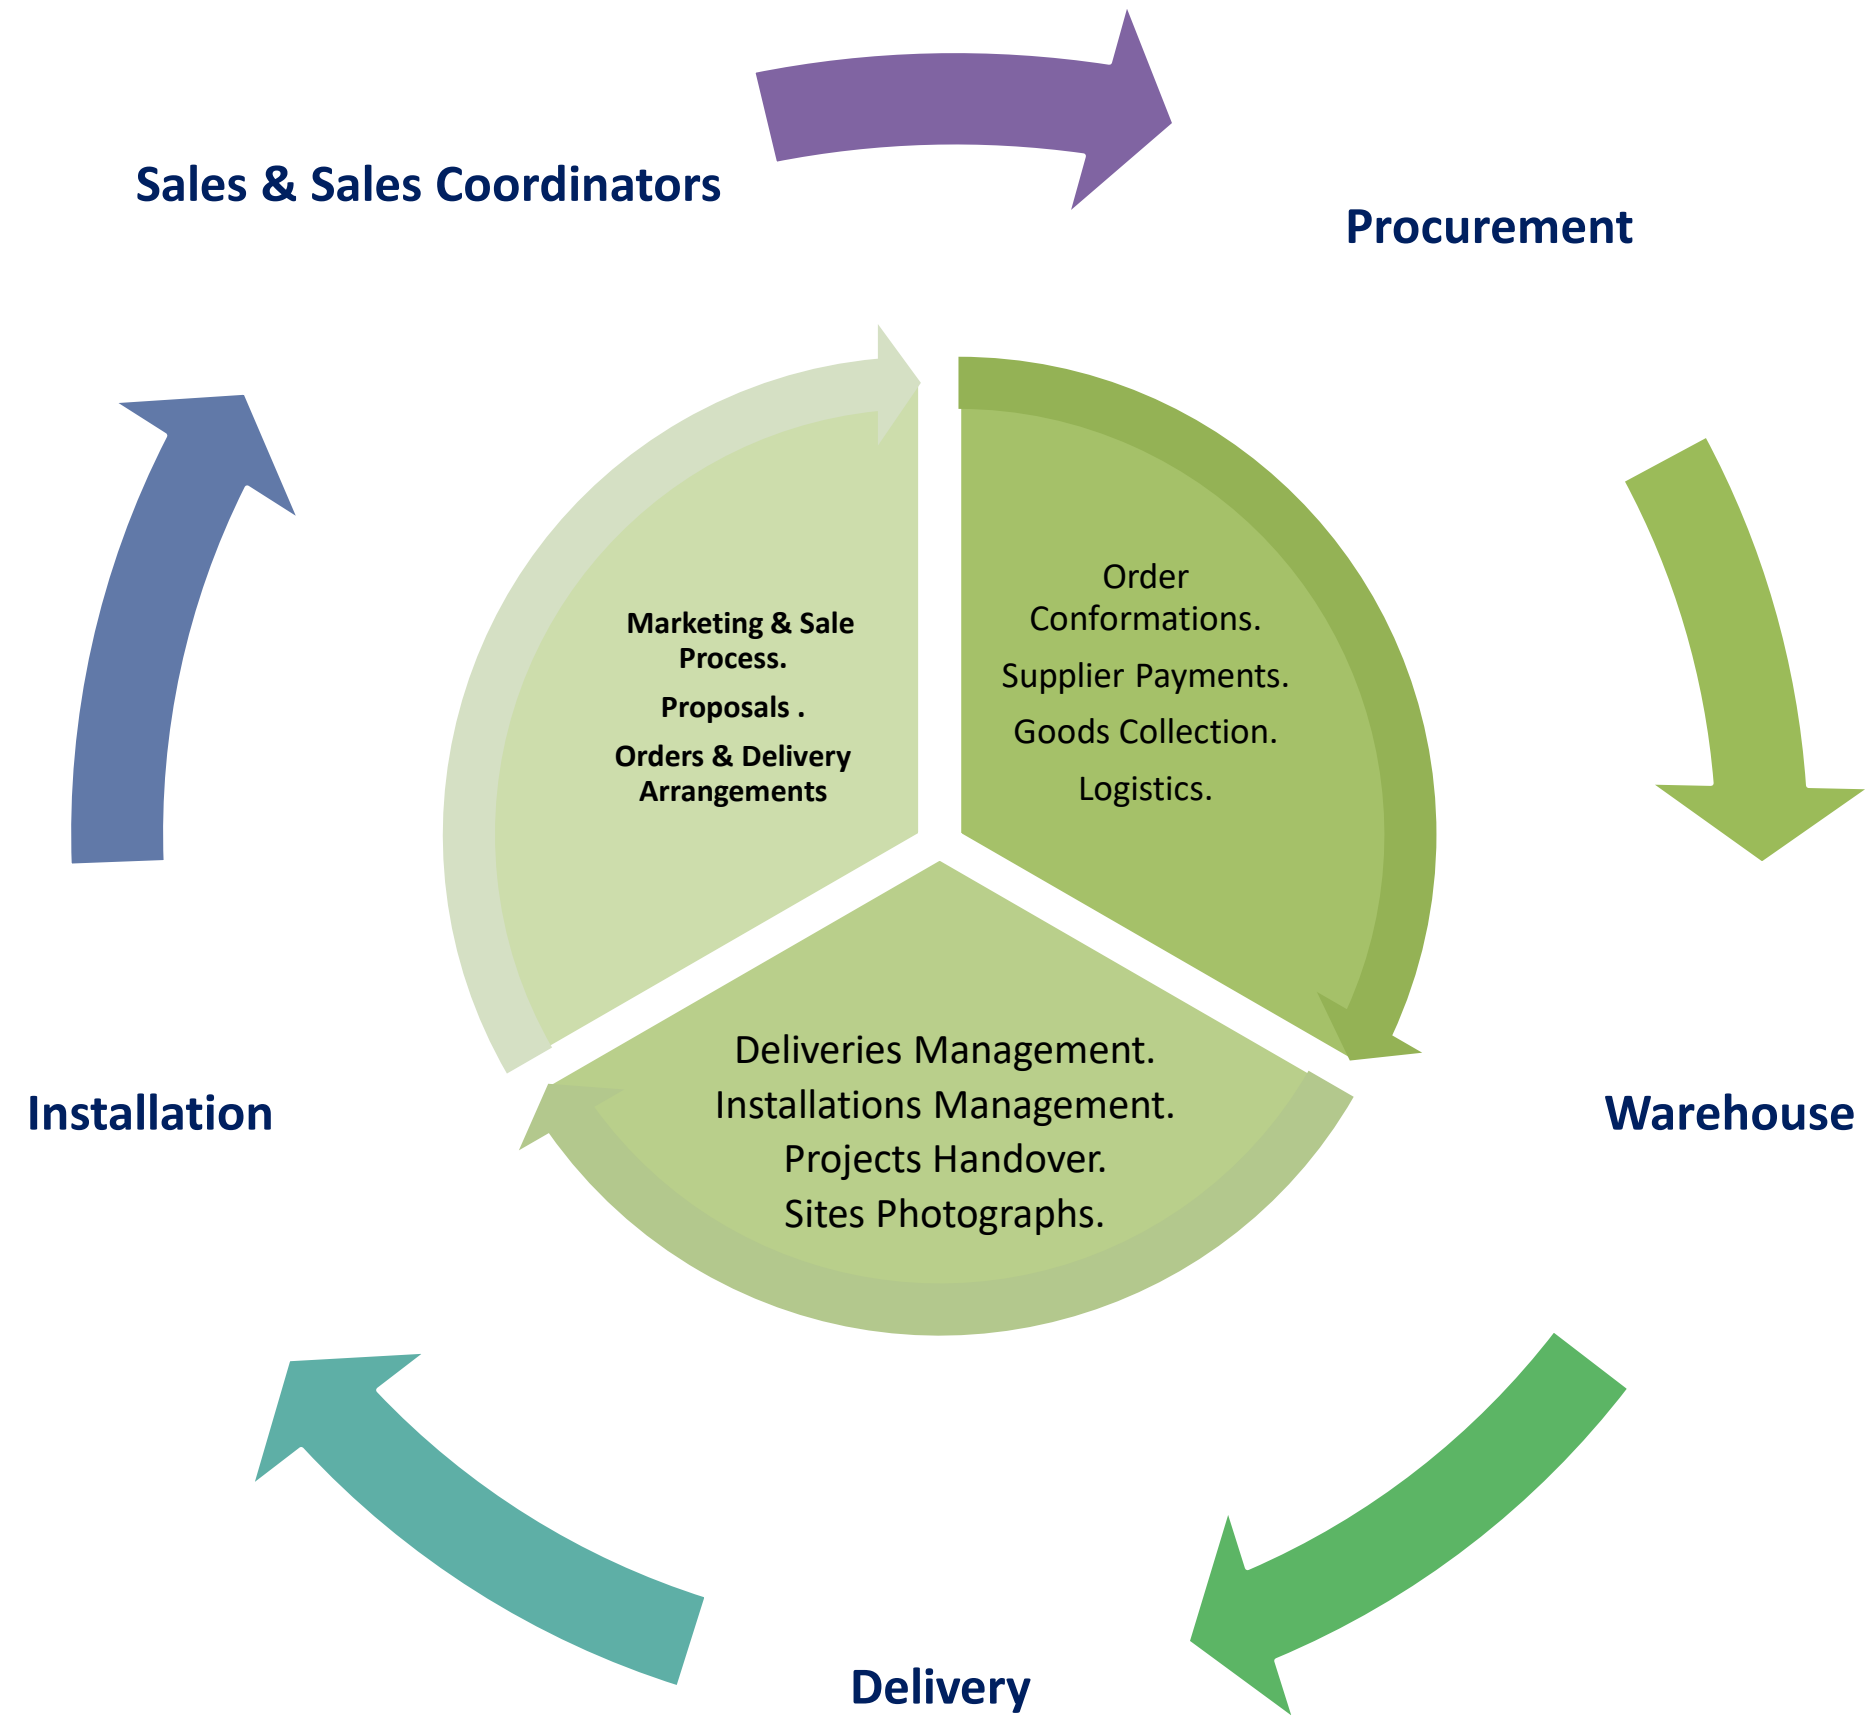 Sales & Sales Coordinators
Procurement
Marketing & Sale
Process.
Proposals .
Orders & Delivery
Arrangements
Order
Conformations.
Supplier Payments.
Goods Collection.
Logistics.
Deliveries Management.
Installations Management.
Projects Handover.
Sites Photographs.
Installation
Warehouse
Delivery